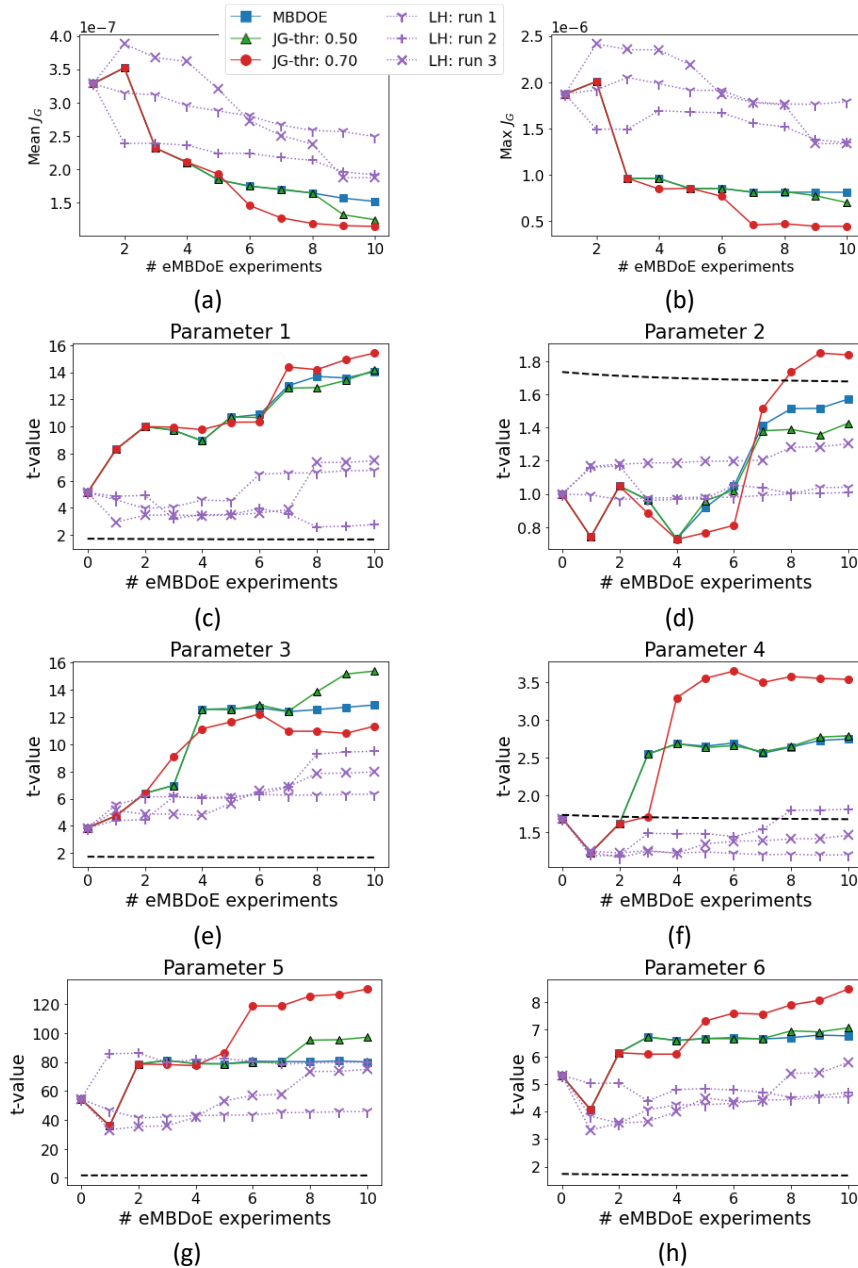 MBDOE
JG-thr: 0.50
JG-thr: 0.70
LH: run 1
LH: run 2
LH: run 3
1e−7
4.0
3.5
3.0
2.5
2.0
1.5
Mean J_G
2 4 6 8 10
# eMBDoE experiments
(a)
1e−6
2.5
2.0
1.5
1.0
0.5
Max J_G
2 4 6 8 10
# eMBDoE experiments
(b)
Parameter 1
16
14
12
10
8
6
4
2
t-value
0 2 4 6 8 10
# eMBDoE experiments
(c)
Parameter 2
1.8
1.6
1.4
1.2
1.0
0.8
t-value
0 2 4 6 8 10
# eMBDoE experiments
(d)
Parameter 3
16
14
12
10
8
6
4
2
t-value
0 2 4 6 8 10
# eMBDoE experiments
(e)
Parameter 4
3.5
3.0
2.5
2.0
1.5
t-value
0 2 4 6 8 10
# eMBDoE experiments
(f)
Parameter 5
120
100
80
60
40
20
0
t-value
0 2 4 6 8 10
# eMBDoE experiments
(g)
Parameter 6
8
7
6
5
4
3
2
t-value
0 2 4 6 8 10
# eMBDoE experiments
(h)